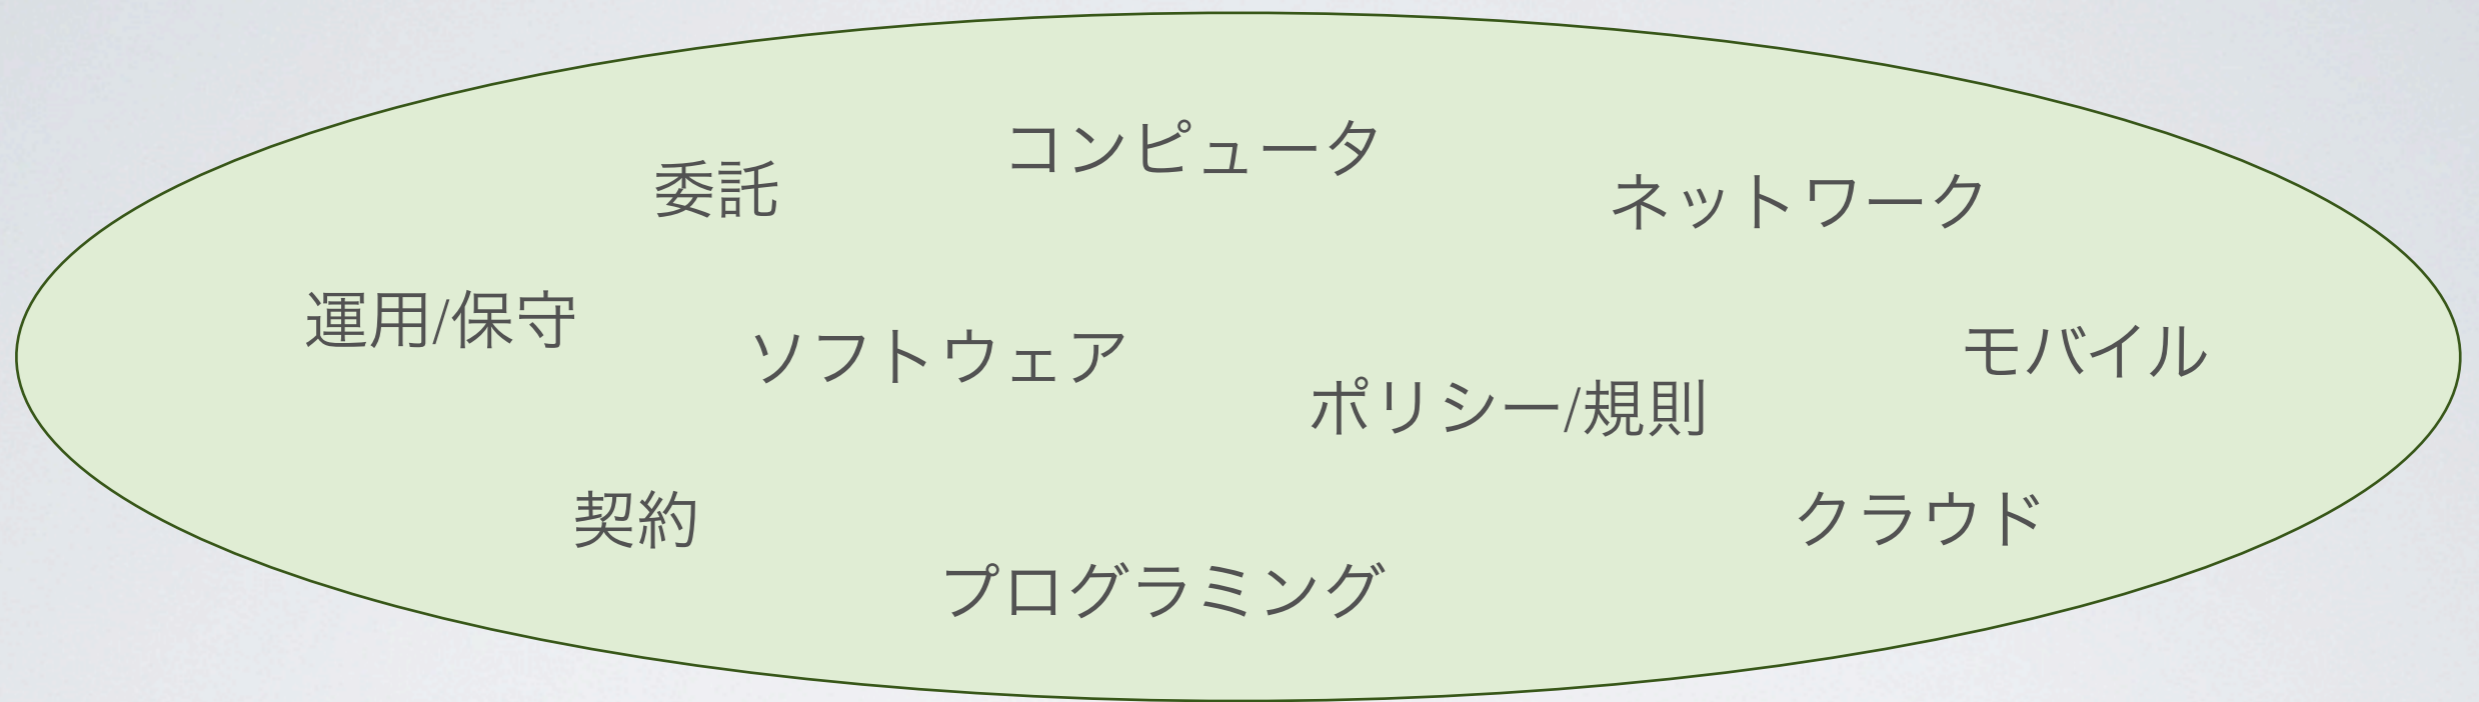 コンピュータ
委託
ネットワーク
運用/保守
ソフトウェア
モバイル
ポリシー/規則
契約
クラウド
プログラミング